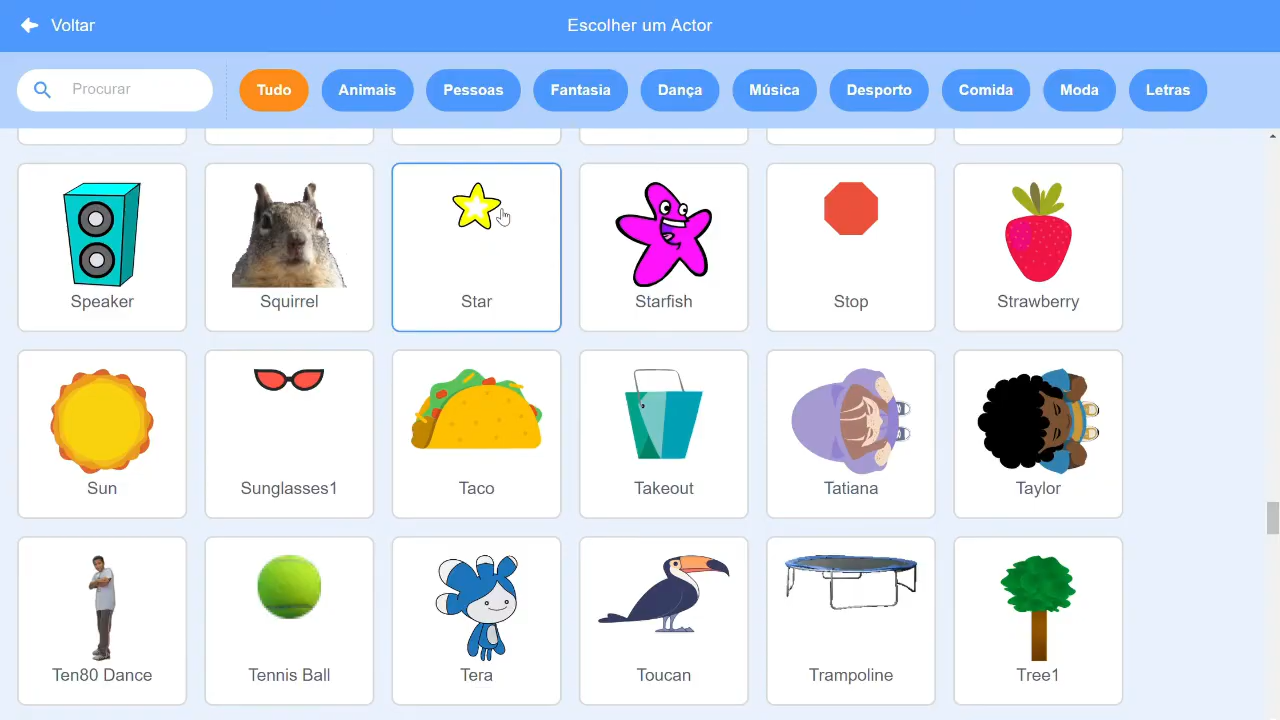 Voltar
Escolher um Actor
Procurar
Tudo
Animais
Pessoas
Fantasia
Dança
Música
Desporto
Comida
Moda
Letras
Speaker
Squirrel
Star
Starfish
Stop
Strawberry
Sun
Sunglasses1
Taco
Takeout
Tatiana
Taylor
Ten80 Dance
Tennis Ball
Tera
Toucan
Trampoline
Tree1